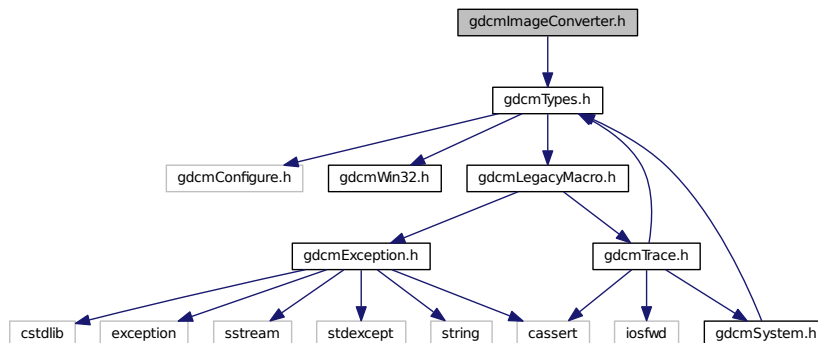 gdcmImageConverter.h
gdcmTypes.h
gdcmConfigure.h
gdcmWin32.h
gdcmLegacyMacro.h
gdcmException.h
gdcmTrace.h
cstdlib
exception
sstream
stdexcept
string
cassert
iosfwd
gdcmSystem.h